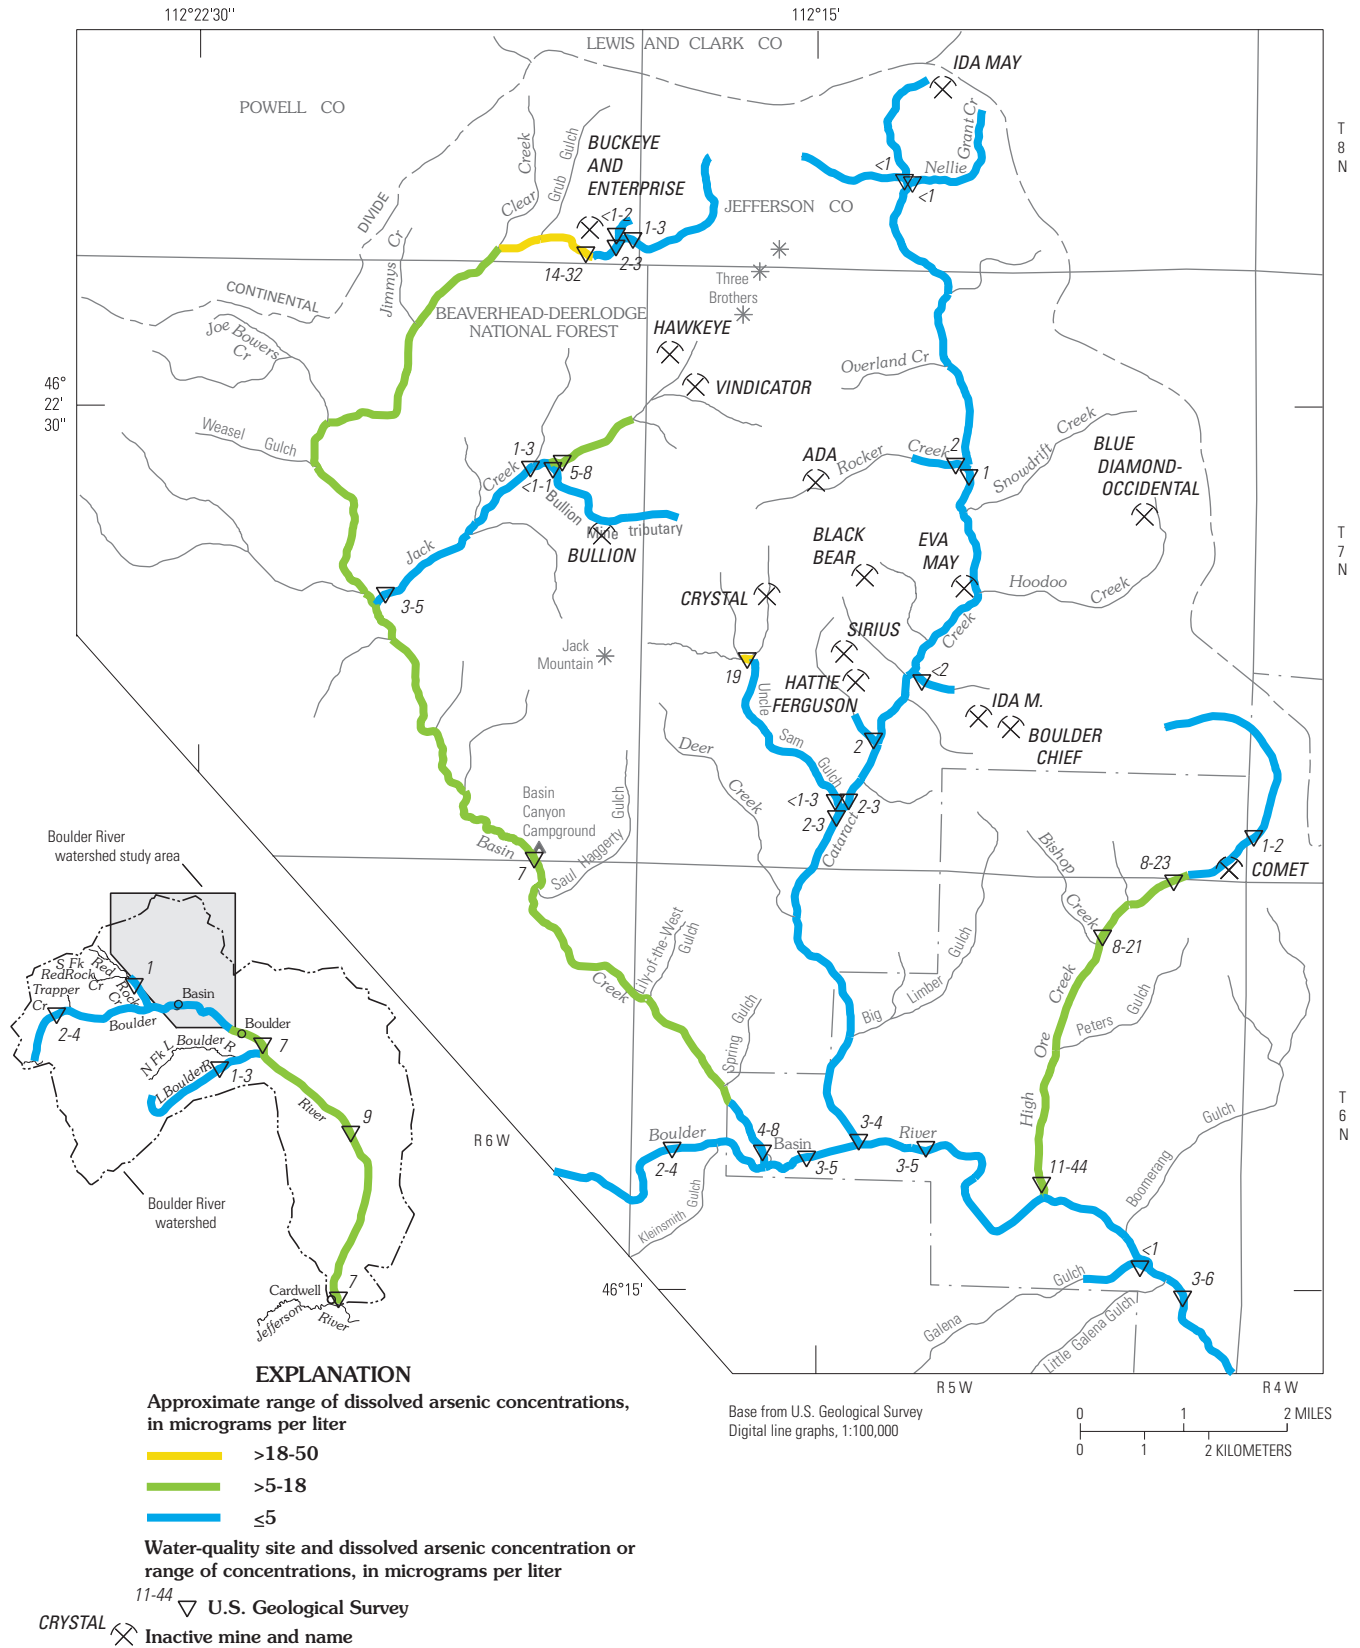 112°22'30"
112°15'
LEWIS AND CLARK CO
IDA MAY
POWELL CO
T
8
N
Grant Cr
Creek
Gulch
BUCKEYE
AND
ENTERPRISE
Clear
Grub
<1
Nellie
<1
DIVIDE
<1-2
1-3
JEFFERSON CO
Jimmys Cr
14-32
2-3
Three
Brothers
CONTINENTAL
BEAVERHEAD-DEERLODGE
NATIONAL FOREST
Joe Bowers
Cr
HAWKEYE
Overland Cr
46°
22'
30"
VINDICATOR
Weasel Gulch
1-3
Creek
5-8
<1-1
Bullion
Mine tributary
BULLION
Jack
3-5
ADA
Rocker Creek
2
1
Snowdrift Creek
BLUE
DIAMOND-
OCCIDENTAL
BLACK
BEAR
EVA
MAY
T
7
N
Hoodoo
Creek
CRYSTAL
Creek
SIRIUS
Jack
Mountain
19
HATTIE
FERGUSON
<2
IDA M.
BOULDER
CHIEF
Uncle
Sam
Gulch
2
Deer
Creek
<1-3
2-3
2-3
Cataract
Basin
Canyon
Campground
Gulch
Saul Haggerty
Basin
7
Bishop
Creek
8-23
1-2
COMET
8-21
Boulder River
watershed study area
Lily-of-the-West
Gulch
Creek
Limber Gulch
Big
Creek
Peters Gulch
Ore
High
Spring Gulch
S Fk
Red
RedRock
Cr
Rock
Cr
Trapper
Cr
1
Basin
2-4
Boulder
Boulder
7
N Fk L Boulder R
L Boulder R
1-3
River
9
Gulch
T
6
N
R 6 W
Boulder
2-4
4-8
Basin
3-5
3-4
River
3-5
11-44
Boomerang
Kleinsmith Gulch
Boulder River
watershed
<1
3-6
46°15'
Gulch
Galena
Little Galena Gulch
7
Cardwell
Jefferson
River
R 5 W
R 4 W
EXPLANATION
Approximate range of dissolved arsenic concentrations,
in micrograms per liter
>18-50
>5-18
≤5
Water-quality site and dissolved arsenic concentration or
range of concentrations, in micrograms per liter
11-44
U.S. Geological Survey
CRYSTAL
Inactive mine and name
Base from U.S. Geological Survey
Digital line graphs, 1:100,000
0 1 2 MILES
0 1 2 KILOMETERS